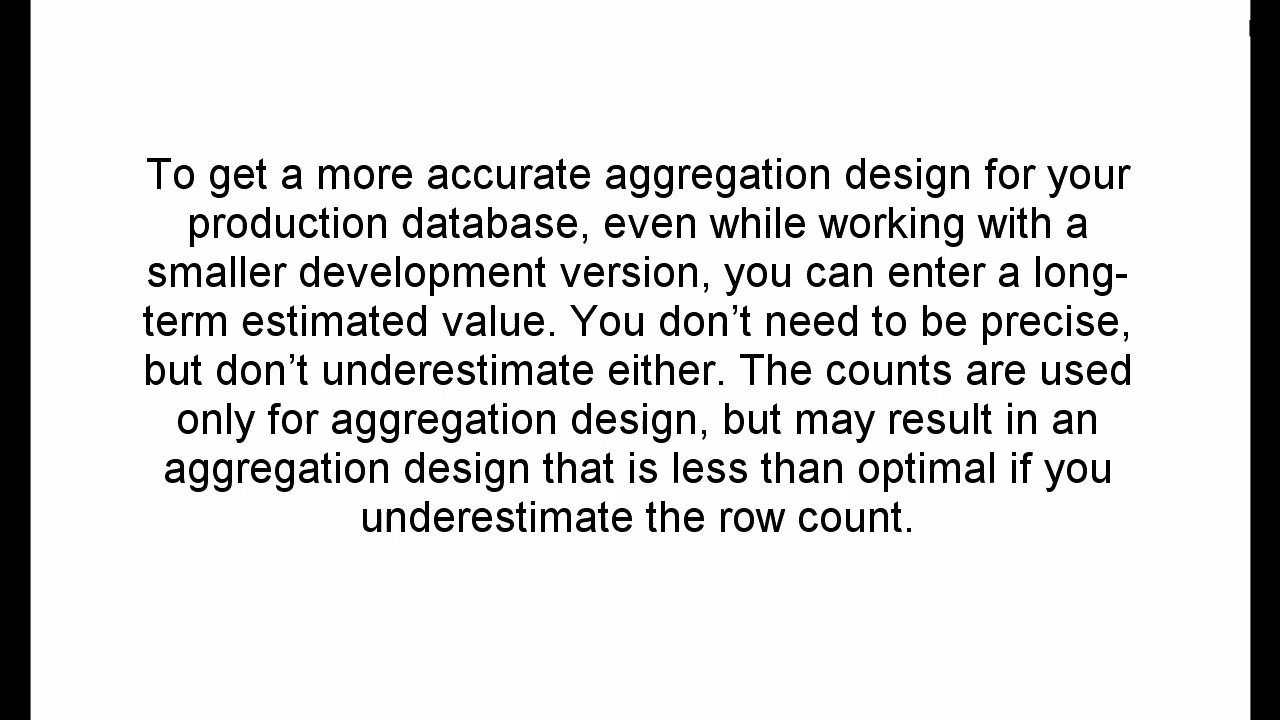 To get a more accurate aggregation design for your
production database, even while working with a
smaller development version, you can enter a long-
term estimated value. You don’t need to be precise,
but don’t underestimate either. The counts are used
only for aggregation design, but may result in an
aggregation design that is less than optimal if you
underestimate the row count.